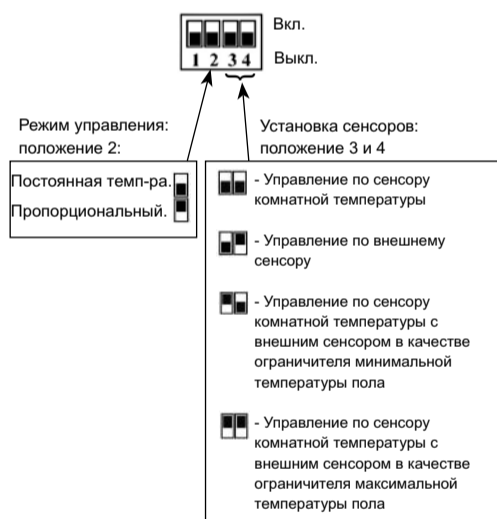 Вкл.
1 2 3 4
Выкл.
Режим управления:
положение 2:
Постоянная темп-ра.
Пропорциональный.
Установка сенсоров:
положение 3 и 4
- Управление по сенсору
комнатной температуры
- Управление по внешнему
сенсору
- Управление по сенсору
комнатной температуры с
внешним сенсором в качестве
ограничителя минимальной
температуры пола
- Управление по сенсору
комнатной температуры с
внешним сенсором в качестве
ограничителя максимальной
температуры пола